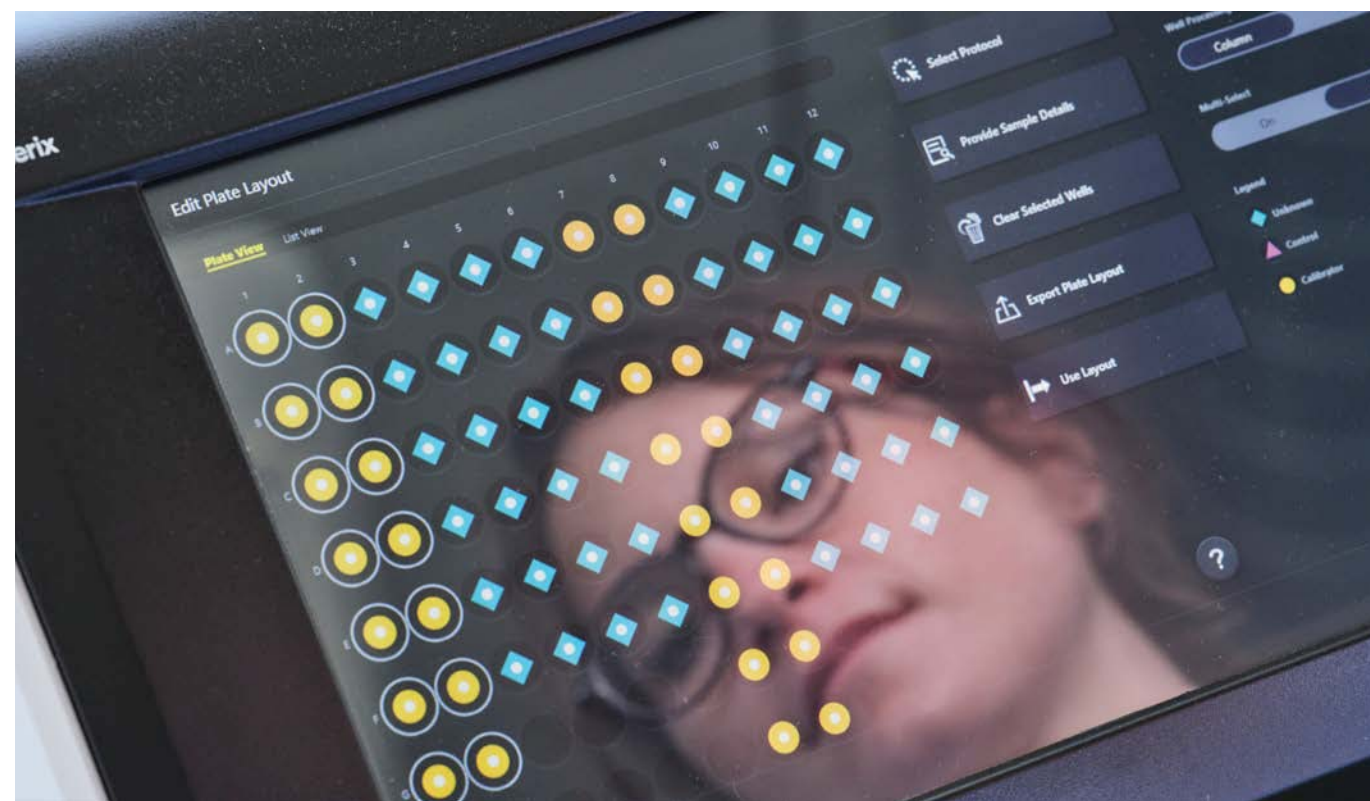 erix
Edit Plate Layout
Plate View List View
1 2 3 4 5 6 7 8 9 10 11 12
A
B
C
D
E
F
G
Select Protocol
Provide Sample Details
Clear Selected Wells
Export Plate Layout
Use Layout
Well Processing
Column
Multi-Select
On
Legend
Unknown
Control
Calibrator
?